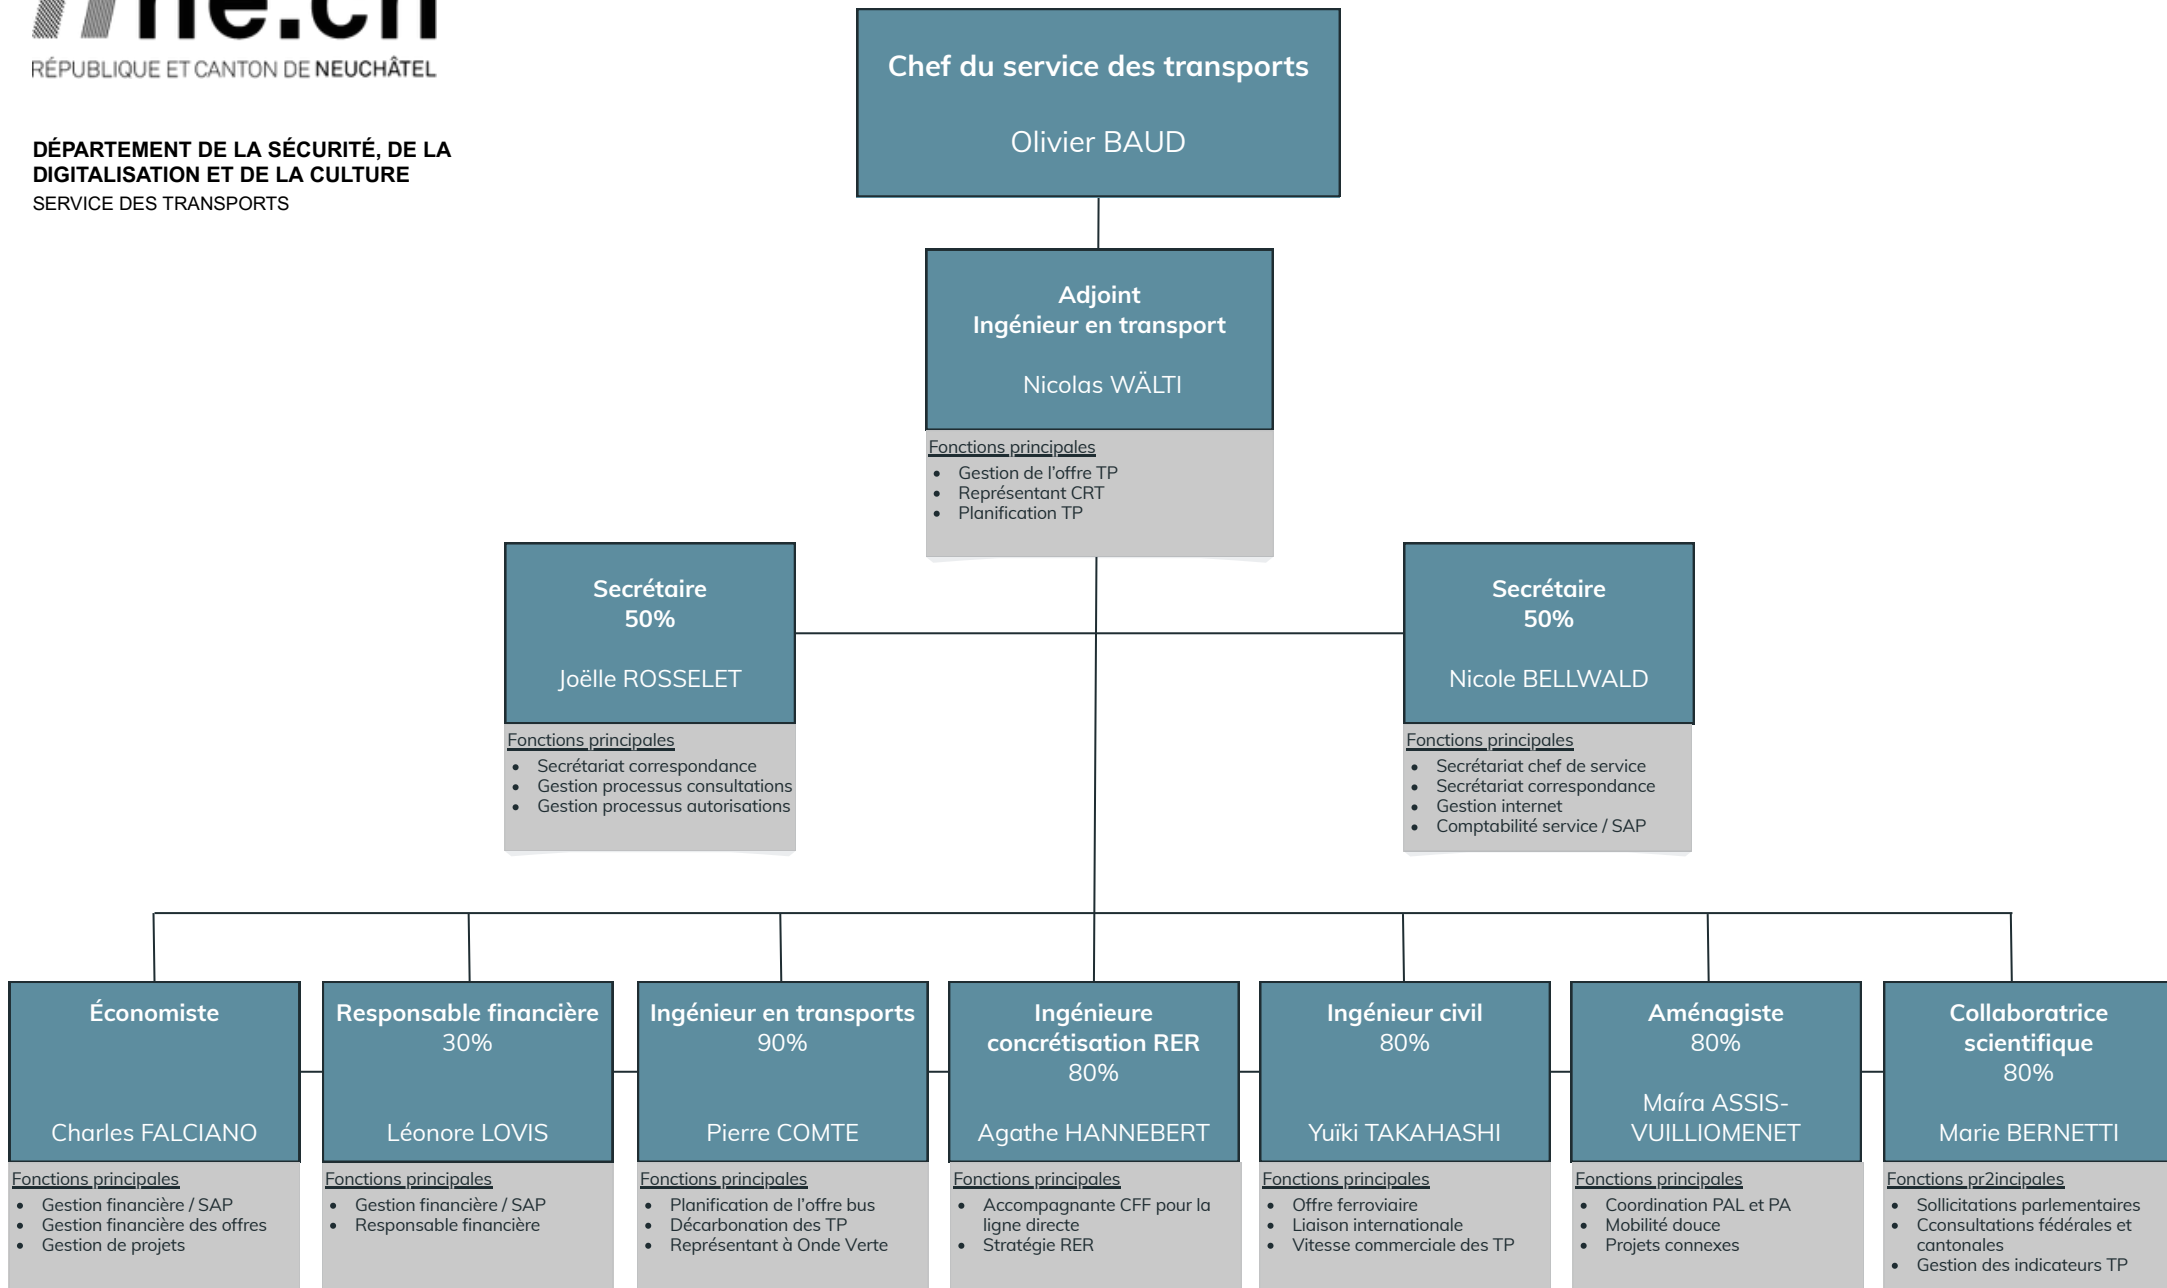 ne.ch
RÉPUBLIQUE ET CANTON DE NEUCHÂTEL
DÉPARTEMENT DE LA SÉCURITÉ, DE LA
DIGITALISATION ET DE LA CULTURE
SERVICE DES TRANSPORTS
Chef du service des transports
Olivier BAUD
Adjoint
Ingénieur en transport
Nicolas WÄLTI
Fonctions principales
• Gestion de l'offre TP
• Représentant CRT
• Planification TP
Secrétaire
50%
Joëlle ROSSELET
Fonctions principales
• Secrétariat correspondance
• Gestion processus consultations
• Gestion processus autorisations
Secrétaire
50%
Nicole BELLWALD
Fonctions principales
• Secrétariat chef de service
• Secrétariat correspondance
• Gestion internet
• Comptabilité service / SAP
Économiste
Charles FALCIANO
Fonctions principales
• Gestion financière / SAP
• Gestion financière des offres
• Gestion de projets
Responsable financière
30%
Léonore LOVIS
Fonctions principales
• Gestion financière / SAP
• Responsable financière
Ingénieur en transports
90%
Pierre COMTE
Fonctions principales
• Planification de l'offre bus
• Décarbonation des TP
• Représentant à Onde Verte
Ingénieure
concrétisation RER
80%
Agathe HANNEBERT
Fonctions principales
• Accompagnante CFF pour la
ligne directe
• Stratégie RER
Ingénieur civil
80%
Yuïki TAKAHASHI
Fonctions principales
• Offre ferroviaire
• Liaison internationale
• Vitesse commerciale des TP
Aménagiste
80%
Maíra ASSIS-
VUILLIOMENET
Fonctions principales
• Coordination PAL et PA
• Mobilité douce
• Projets connexes
Collaboratrice
scientifique
80%
Marie BERNETTI
Fonctions pr2incipales
• Sollicitations parlementaires
• Cconsultations fédérales et
cantonales
• Gestion des indicateurs TP